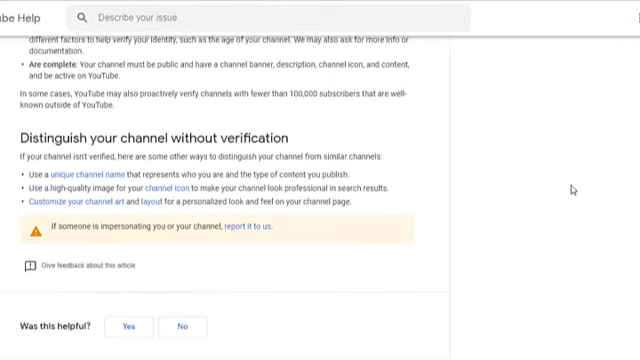 be Help
Describe your issue
different factors to help verify your identity, such as the age of your channel. We may also ask for more info or
documentation.
• Are complete: Your channel must be public and have a channel banner, description, channel icon, and content,
and be active on YouTube.
In some cases, YouTube may also proactively verify channels with fewer than 100,000 subscribers that are well-
known outside of YouTube.
Distinguish your channel without verification
If your channel isn't verified, here are some other ways to distinguish your channel from similar channels:
• Use a unique channel name that represents who you are and the type of content you publish.
• Use a high-quality image for your channel icon to make your channel look professional in search results.
• Customize your channel art and layout for a personalized look and feel on your channel page.
If someone is impersonating you or your channel, report it to us.
Give feedback about this article
Was this helpful?
Yes
No